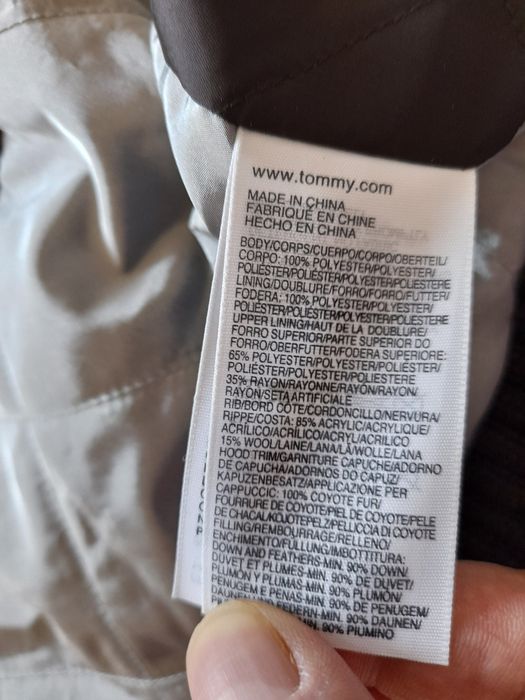 www.tommy.com
MADE IN CHINA
FABRIQUÉ EN CHINE
HECHO EN CHINA
BODY/CORPS/CUERPO/CORPO/OBERTEIL/
CORPO: 100% POLYESTER/POLYESTER/
POLIÉSTER/POLIÉSTER/POLYESTER/POLIESTERE
LINING/DOUBLURE/FORRO/FORRO/FUTTER/
FODERA: 100% POLYESTER/POLYESTER/
POLIÉSTER/POLIÉSTER/POLYESTER/POLIESTERE
UPPER LINING/HAUT DE LA DOUBLURE/
FORRO SUPERIOR/PARTE SUPERIOR DO
FORRO/OBERFUTTER/FODERA SUPERIORE:
65% POLYESTER/POLYESTER/POLIÉSTER/
POLIÉSTER/POLYESTER/POLIESTERE
35% RAYON/RAYONNE/RAYON/RAYON/
RAYON/SETA ARTIFICIALE
RIB/BORD CÔTE/CORDONCILLO/NERVURA/
RIPPE/COSTA: 85% ACRYLIC/ACRYLIQUE/
ACRÍLICO/ACRÍLICO/ACRYL/ACRILICO
15% WOOL/LAINE/LANA/LÃ/WOLLE/LANA
HOOD TRIM/GARNITURE CAPUCHE/ADORNO
DE CAPUCHA/ADORNOS DO CAPUZ/
KAPUZENBESATZ/APPLICAZIONE PER
CAPPUCCIO: 100% COYOTE FUR/
FOURRURE DE COYOTE/PIEL DE COYOTE/PELE
DE CHACAL/KOJOTEPELZ/PELLICCIA DI COYOTE
FILLING/REMBOURRAGE/RELLENO/
ENCHIMENTO/FÜLLUNG/IMBOTTITURA:
DOWN AND FEATHERS-MIN. 90% DOWN/
DUVET ET PLUMES-MIN. 90% DE DUVET/
PLUMÓN Y PLUMAS-MIN. 90% PLUMÓN/
PENUGEM E PENAS-MIN. 90% DE PENUGEM/
DAUNEN UND FEDERN-MIN. 90% DAUNEN/
MIN. 90% PIUMINO